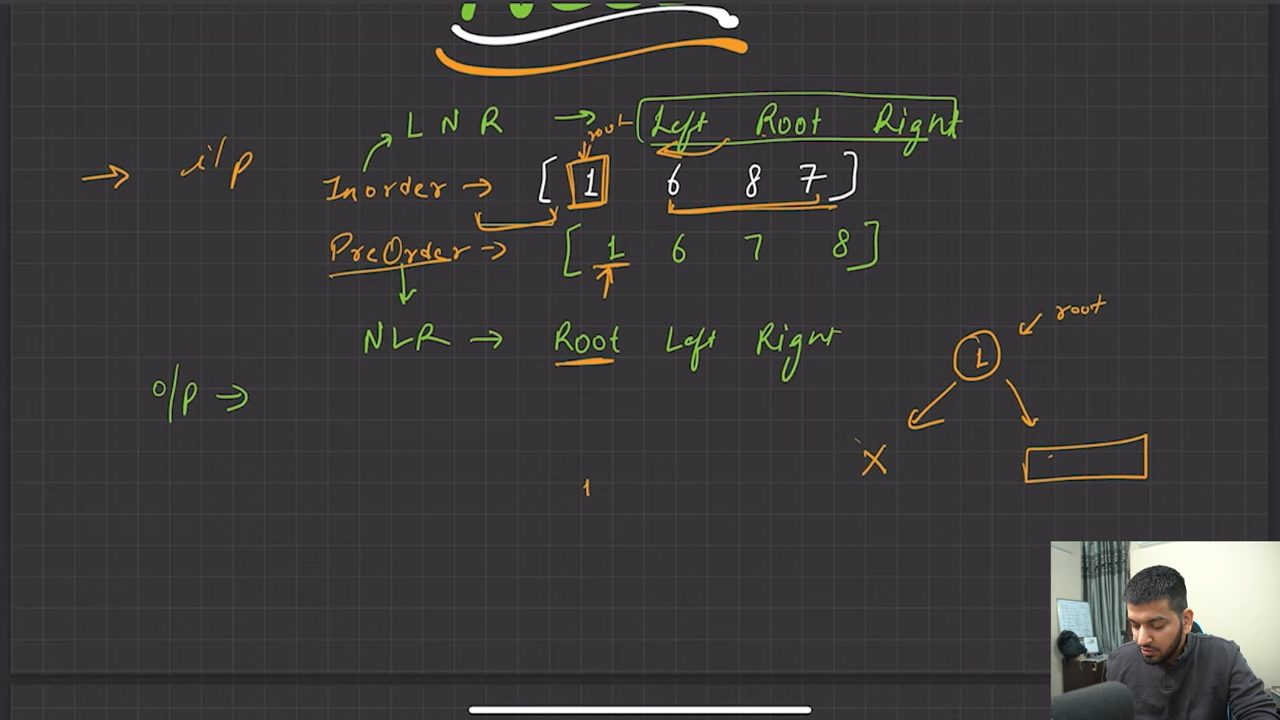 L N R → Left Root Right
root
→ i/p Inorder → [ 1 6 8 7 ]
PreOrder → [ 1 6 7 8 ]
NLR → Root Left Right
root
1
O/P →
X
1